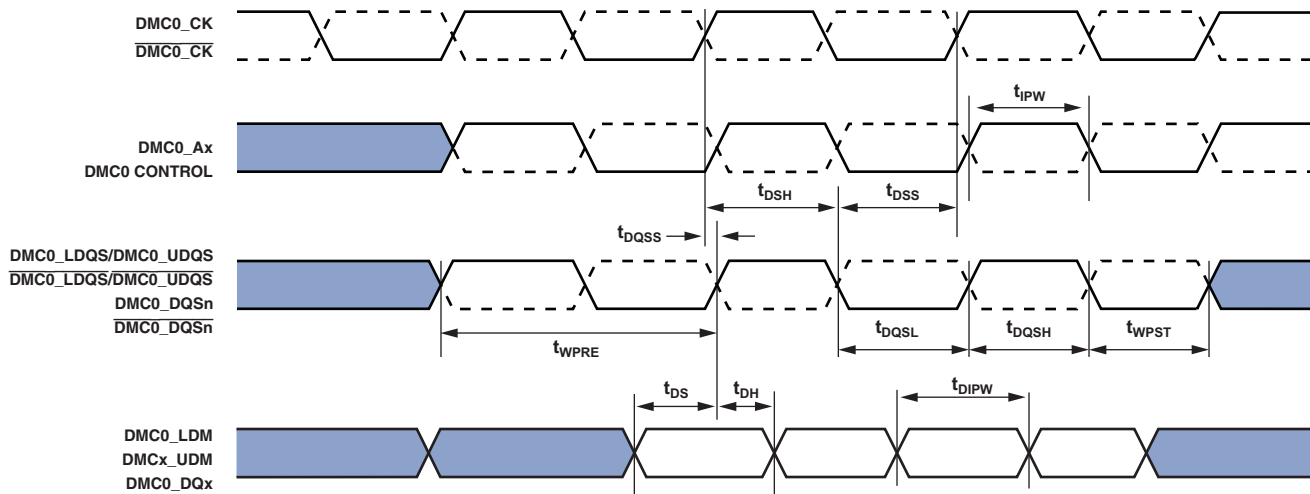 DMC0_CK
DMC0_CK
tIPW
DMC0_Ax
DMC0 CONTROL
tDSH
tDSS
tDQSS
DMC0_LDQS/DMC0_UDQS
DMC0_LDQS/DMC0_UDQS
DMC0_DQSn
DMC0_DQSn
tDQSL
tDQSH
tWPST
tWPRE
tDS
tDH
tDIPW
DMC0_LDM
DMCx_UDM
DMC0_DQx